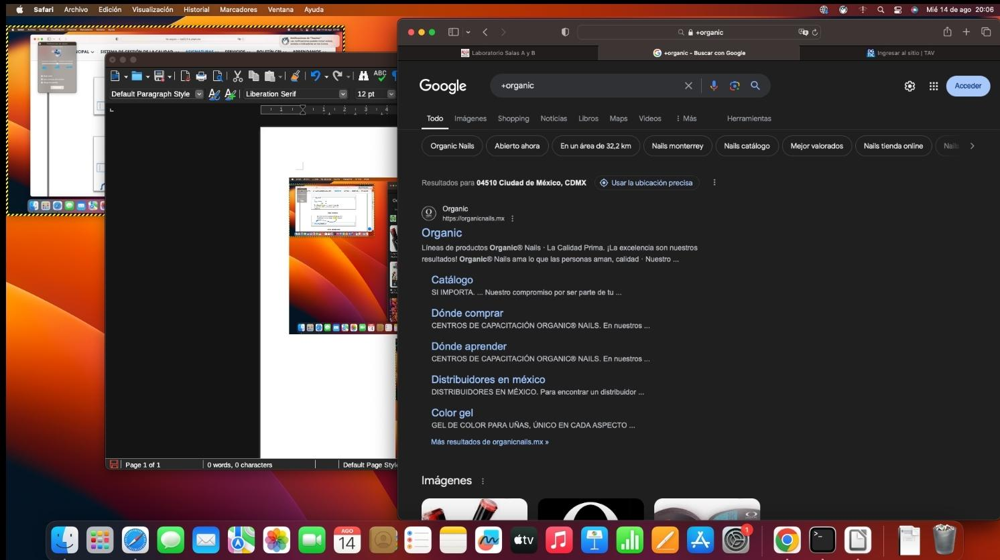 Safari Archivo Edición Visualización Historial Marcadores Ventana Ayuda
Mié 14 de ago 20:06
Default Paragraph Style
Liberation Serif
12 pt
ABC
1 1 2 3 4
Page 1 of 1
0 words, 0 characters
Default Page Style
+organic
Laboratorio Salas A y B
+organic - Buscar con Google
Ingresar al sitio | TAV
Google
+organic
Acceder
Todo Imágenes Shopping Noticias Libros Maps Videos Más Herramientas
Organic Nails Abierto ahora En un área de 32,2 km Nails monterrey Nails catálogo Mejor valorados Nails tienda online Nails
Resultados para 04510 Ciudad de México, CDMX
Usar la ubicación precisa
Organic
https://organicnails.mx
Organic
Líneas de productos Organic® Nails · La Calidad Prima. ¡La excelencia son nuestros
resultados! Organic® Nails ama lo que las personas aman, calidad · Nuestro ...
Catálogo
SI IMPORTA. ... Nuestro compromiso por ser parte de tu ...
Dónde comprar
CENTROS DE CAPACITACIÓN ORGANIC® NAILS. En nuestros ...
Dónde aprender
CENTROS DE CAPACITACIÓN ORGANIC® NAILS. En nuestros ...
Distribuidores en méxico
DISTRIBUIDORES EN MÉXICO. Para encontrar un distribuidor ...
Color gel
GEL DE COLOR PARA UÑAS, ÚNICO EN CADA ASPECTO ...
Más resultados de organicnails.mx »
Imágenes
AGO
14
tv
1